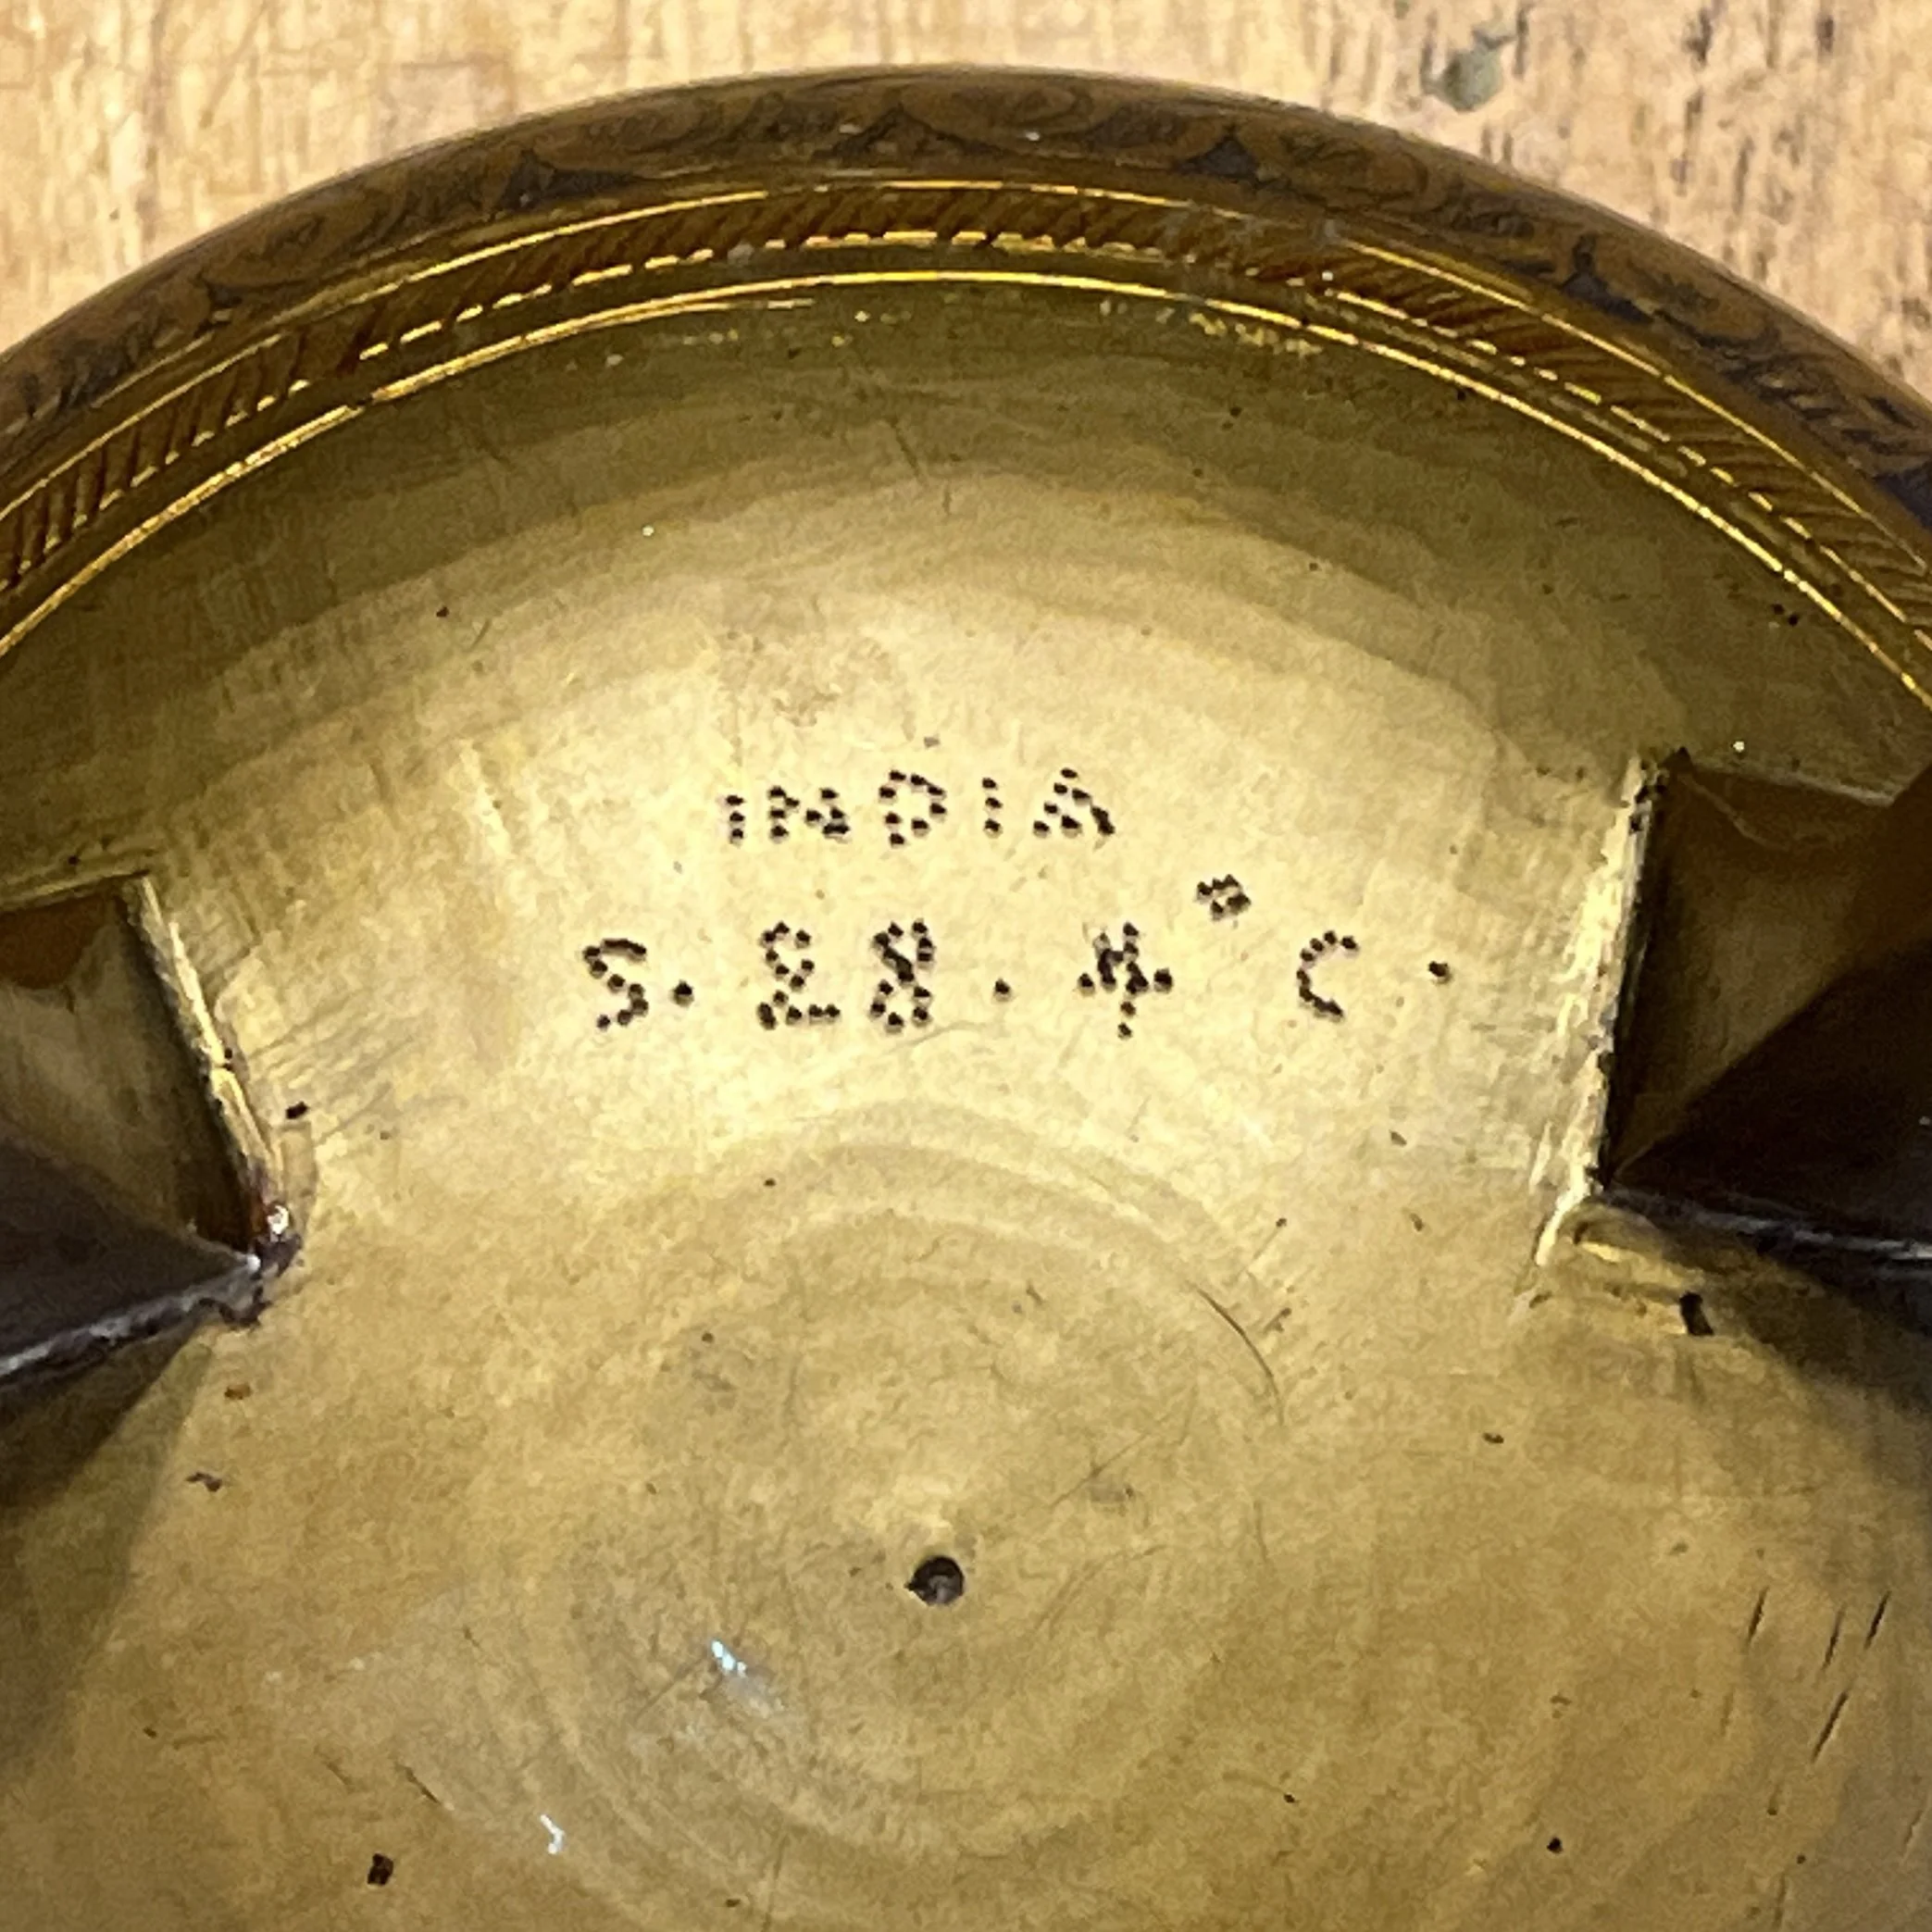 INDIA
S. 28 . 4" C.